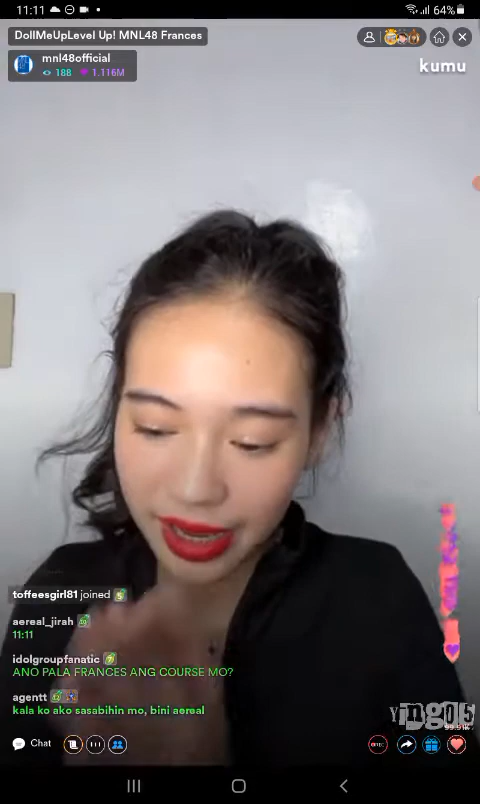 11:11
64%
DollMeUpLevel Up! MNL48 Frances
mnl48official
188 1.116M
kumu
toffeesgirl81 joined
aereal_jirah
11:11
idolgroupfanatic
ANO PALA FRANCES ANG COURSE MO?
agentt
kala ko ako sasabihin mo, bini aereal
Chat